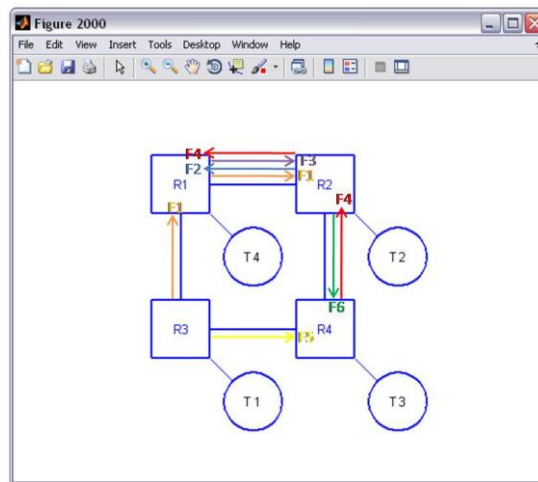 Figure 2000
File Edit View Insert Tools Desktop Window Help
F4
F3
F2
F1
R1
R2
F1
F4
T4
T2
F6
R3
R4
F5
T1
T3